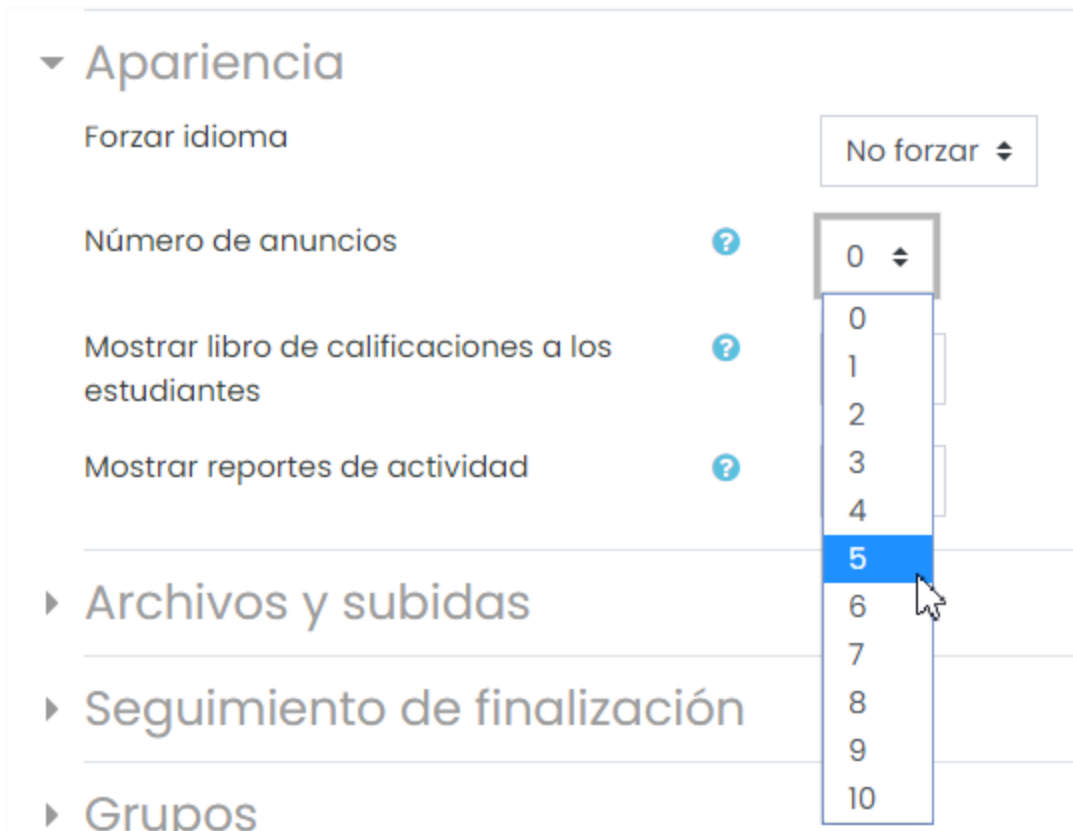 Apariencia
Forzar idioma
No forzar
Número de anuncios
0
0
1
Mostrar libro de calificaciones a los
estudiantes
2
3
Mostrar reportes de actividad
4
5
Archivos y subidas
6
7
Seguimiento de finalización
8
9
10
Grupos